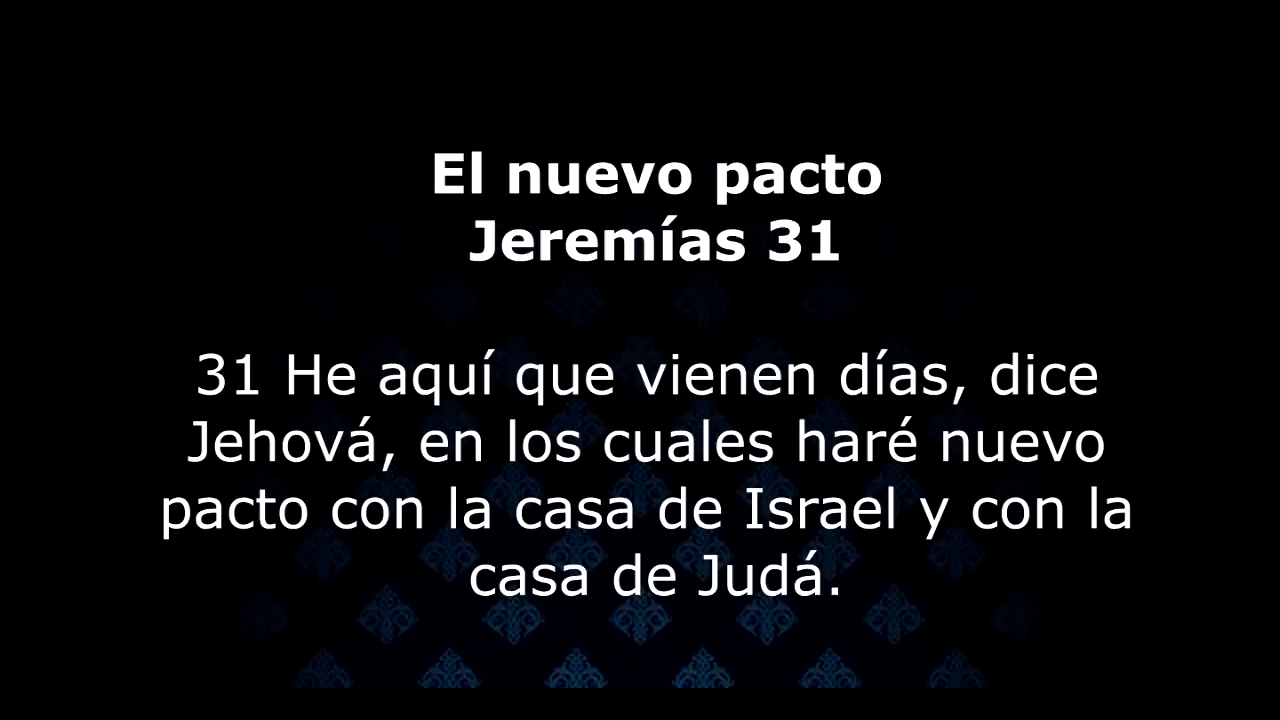 El nuevo pacto
Jeremías 31
31 He aquí que vienen días, dice
Jehová, en los cuales haré nuevo
pacto con la casa de Israel y con la
casa de Judá.